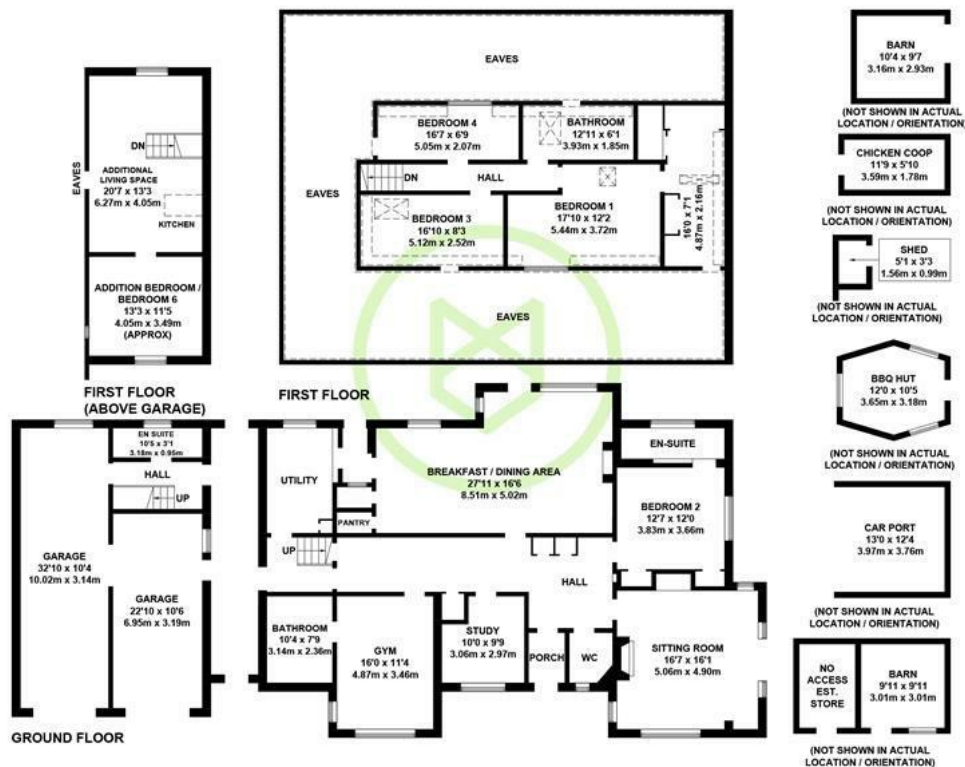 EAVES
DN
ADDITIONAL
LIVING SPACE
20'7 x 13'3
6.27m x 4.05m
KITCHEN
ADDITION BEDROOM /
BEDROOM 6
13'3 x 11'5
4.05m x 3.49m
(APPROX)
FIRST FLOOR
(ABOVE GARAGE)
EAVES
BEDROOM 4
16'7 x 6'9
5.05m x 2.07m
BATHROOM
12'11 x 6'1
3.93m x 1.85m
DN
HALL
EAVES
BEDROOM 3
16'10 x 8'3
5.12m x 2.52m
BEDROOM 1
17'10 x 12'2
5.44m x 3.72m
16'0 x 7'1
4.87m x 2.16m
EAVES
FIRST FLOOR
BARN
10'4 x 9'7
3.16m x 2.93m
(NOT SHOWN IN ACTUAL
LOCATION / ORIENTATION)
CHICKEN COOP
11'9 x 5'10
3.59m x 1.78m
(NOT SHOWN IN ACTUAL
LOCATION / ORIENTATION)
SHED
5'1 x 3'3
1.56m x 0.99m
(NOT SHOWN IN ACTUAL
LOCATION / ORIENTATION)
BBQ HUT
12'0 x 10'5
3.65m x 3.18m
(NOT SHOWN IN ACTUAL
LOCATION / ORIENTATION)
CAR PORT
13'0 x 12'4
3.97m x 3.76m
(NOT SHOWN IN ACTUAL
LOCATION / ORIENTATION)
NO
ACCESS
EST.
STORE
BARN
9'11 x 9'11
3.01m x 3.01m
(NOT SHOWN IN ACTUAL
LOCATION / ORIENTATION)
EN SUITE
10'5 x 3'1
3.18m x 0.95m
HALL
UP
GARAGE
32'10 x 10'4
10.02m x 3.14m
GARAGE
22'10 x 10'6
6.95m x 3.19m
GROUND FLOOR
UTILITY
PANTRY
BREAKFAST / DINING AREA
27'11 x 16'6
8.51m x 5.02m
EN-SUITE
BEDROOM 2
12'7 x 12'0
3.83m x 3.66m
UP
HALL
BATHROOM
10'4 x 7'9
3.14m x 2.36m
GYM
16'0 x 11'4
4.87m x 3.46m
STUDY
10'0 x 9'9
3.06m x 2.97m
PORCH
WC
SITTING ROOM
16'7 x 16'1
5.06m x 4.90m